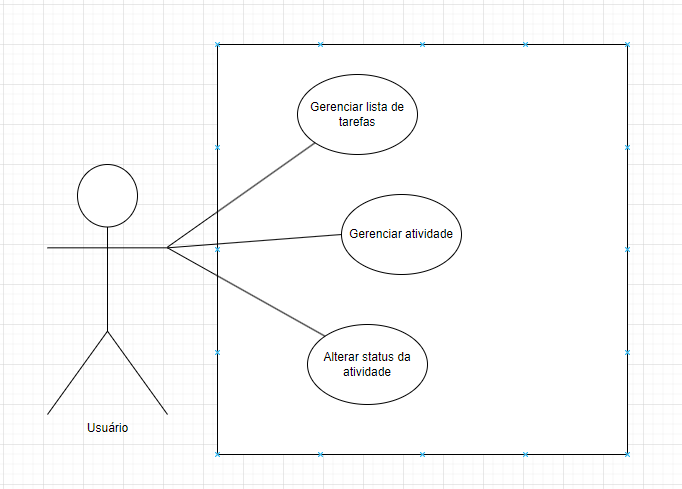 Gerenciar lista de
tarefas
Gerenciar atividade
Alterar status da
atividade
Usuário